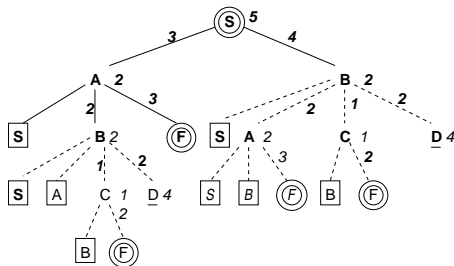 S 5
3 4
A 2 B 2
2 3 2 1 2
S B 2 F S A 2 C 1 D 4
1 2 3 2
S A C 1 D 4 S B F B F
2
B F